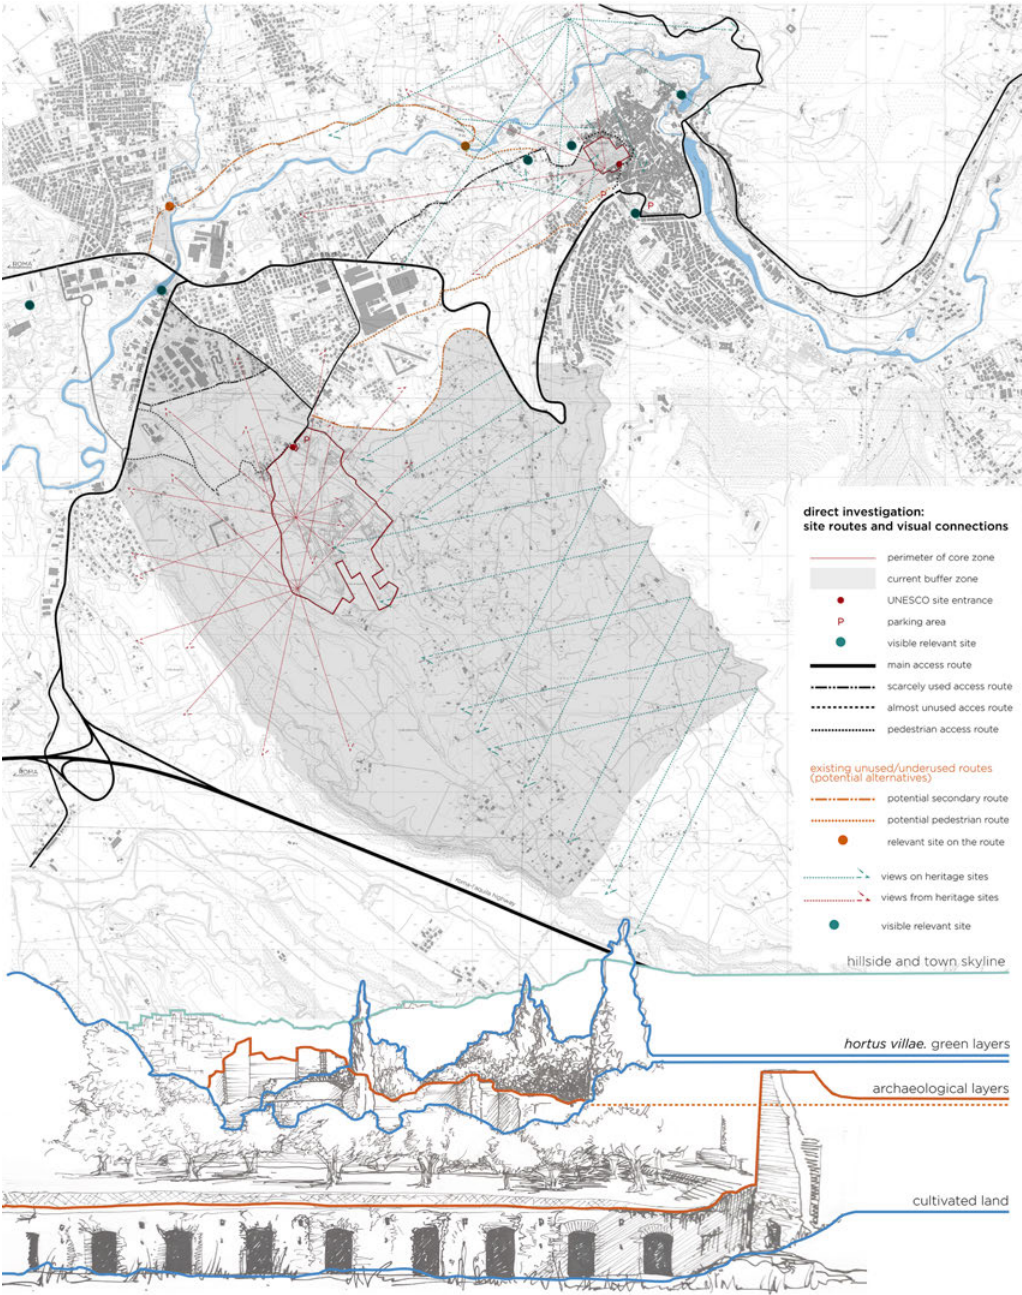 ROMA
P
P
P
ROMA
roma-l'aquila highway
direct investigation:
site routes and visual connections
perimeter of core zone
current buffer zone
UNESCO site entrance
P parking area
visible relevant site
main access route
scarcely used access route
almost unused acces route
pedestrian access route
existing unused/underused routes
(potential alternatives)
potential secondary route
potential pedestrian route
relevant site on the route
views on heritage sites
views from heritage sites
visible relevant site
hillside and town skyline
hortus villae. green layers
archaeological layers
cultivated land